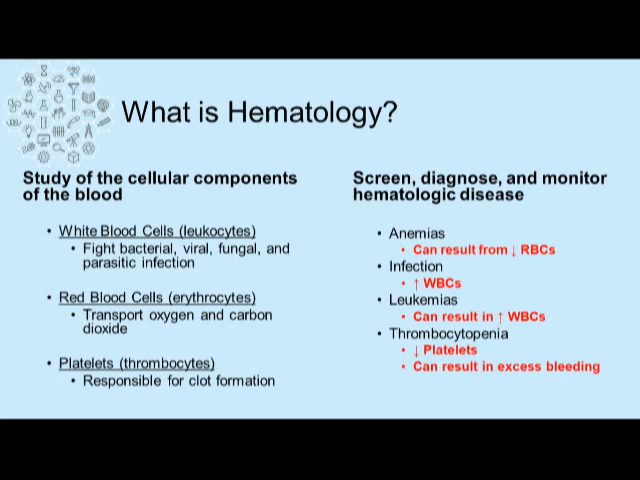 What is Hematology?
Study of the cellular components
of the blood
• White Blood Cells (leukocytes)
• Fight bacterial, viral, fungal, and
parasitic infection
• Red Blood Cells (erythrocytes)
• Transport oxygen and carbon
dioxide
• Platelets (thrombocytes)
• Responsible for clot formation
Screen, diagnose, and monitor
hematologic disease
• Anemias
• Can result from ↓ RBCs
• Infection
• ↑ WBCs
• Leukemias
• Can result in ↑ WBCs
• Thrombocytopenia
• ↓ Platelets
• Can result in excess bleeding